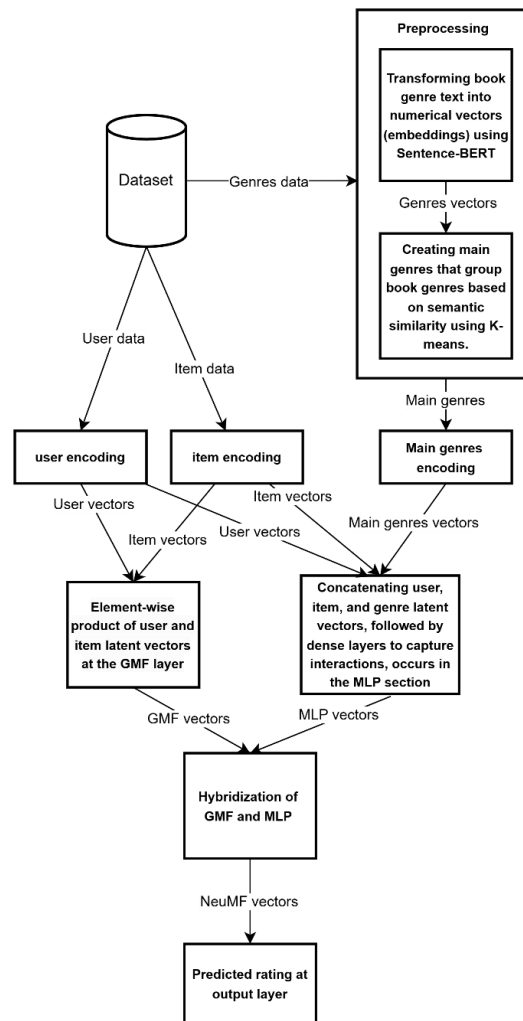 Preprocessing
Transforming book
genre text into
numerical vectors
(embeddings) using
Sentence-BERT
Dataset
Genres data
Genres vectors
Creating main
genres that group
book genres based
on semantic
similarity using K-
means.
User data
Item data
Main genres
user encoding
item encoding
Main genres
encoding
User vectors
Item vectors
User vectors
Item vectors
Main genres vectors
Element-wise
product of user and
item latent vectors
at the GMF layer
Concatenating user,
item, and genre latent
vectors, followed by
dense layers to capture
interactions, occurs in
the MLP section
GMF vectors
MLP vectors
Hybridization of
GMF and MLP
NeuMF vectors
Predicted rating at
output layer